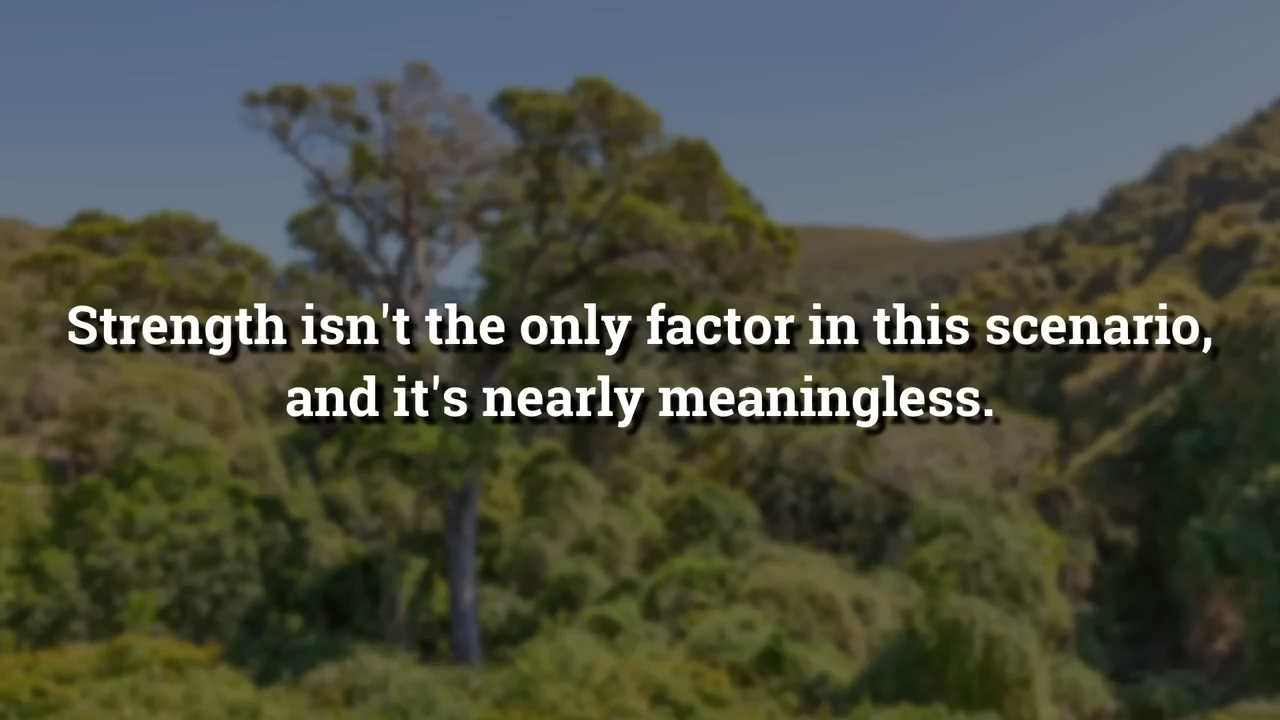 Strength isn't the only factor in this scenario,
and it's nearly meaningless.